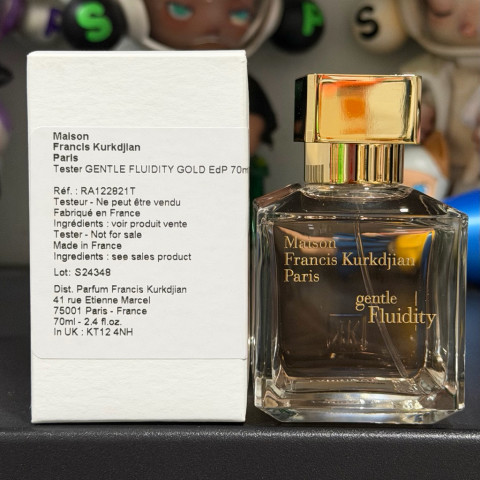 S
P
Maison
Francis Kurkdjian
Paris
Tester GENTLE FLUIDITY GOLD EdP 70m
Réf. : RA122821T
Testeur - Ne peut être vendu
Fabriqué en France
Ingrédients : voir produit vente
Tester - Not for sale
Made in France
Ingredients : see sales product
Lot: S24348
Dist. Parfum Francis Kurkdjian
41 rue Etienne Marcel
75001 Paris - France
70ml - 2.4 fl.oz.
In UK : KT12 4NH
Maison
Francis Kurkdjian
Paris
gentle
Fluidity